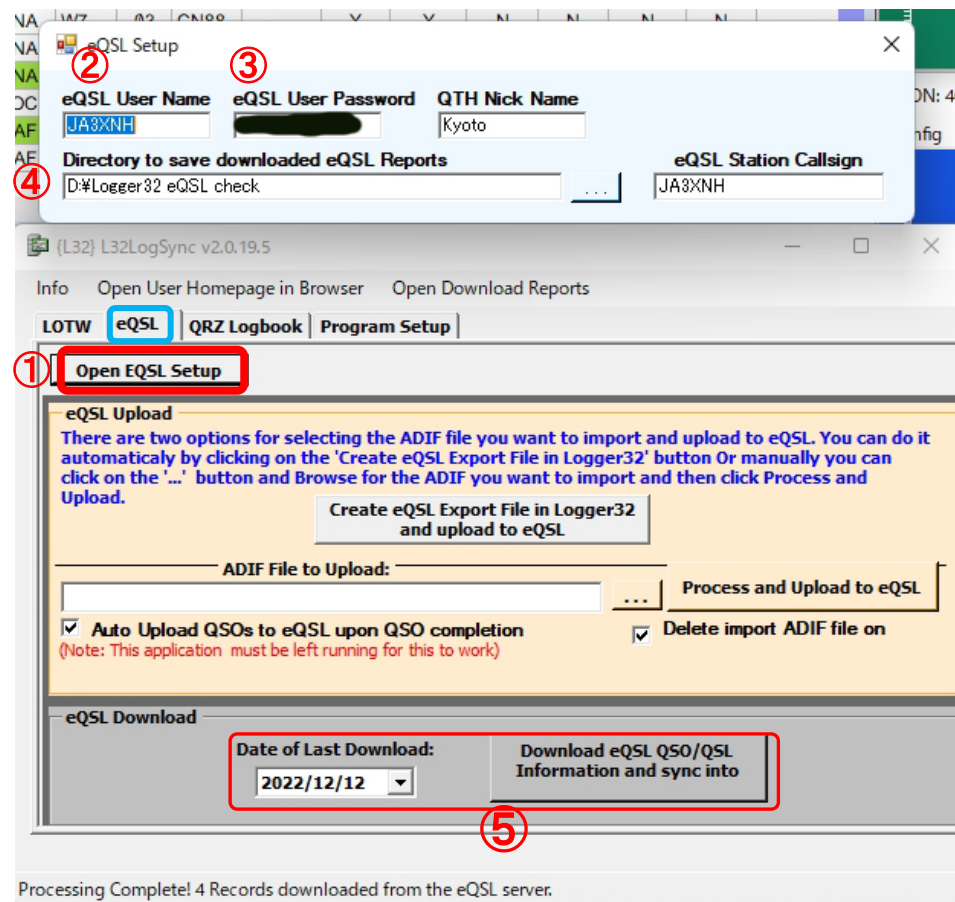 NA W7 03 CN88 Y Y N N N N
NA
eQSL Setup
② ③
NA
OC
AF
AF
ON: 4
nfig
eQSL User Name eQSL User Password QTH Nick Name
JA3XNH Kyoto
Directory to save downloaded eQSL Reports eQSL Station Callsign
④ D:¥Logger32 eQSL check ... JA3XNH
{L32} L32LogSync v2.0.19.5
Info Open User Homepage in Browser Open Download Reports
LOTW eQSL QRZ Logbook Program Setup
① Open EQSL Setup
eQSL Upload
There are two options for selecting the ADIF file you want to import and upload to eQSL. You can do it
automaticaly by clicking on the 'Create eQSL Export File in Logger32' button Or manually you can
click on the '...' button and Browse for the ADIF you want to import and then click Process and
Upload.
Create eQSL Export File in Logger32
and upload to eQSL
ADIF File to Upload:
... Process and Upload to eQSL
Auto Upload QSOs to eQSL upon QSO completion Delete import ADIF file on
(Note: This application must be left running for this to work)
eQSL Download
Date of Last Download: Download eQSL QSO/QSL
Information and sync into
2022/12/12
⑤
Processing Complete! 4 Records downloaded from the eQSL server.